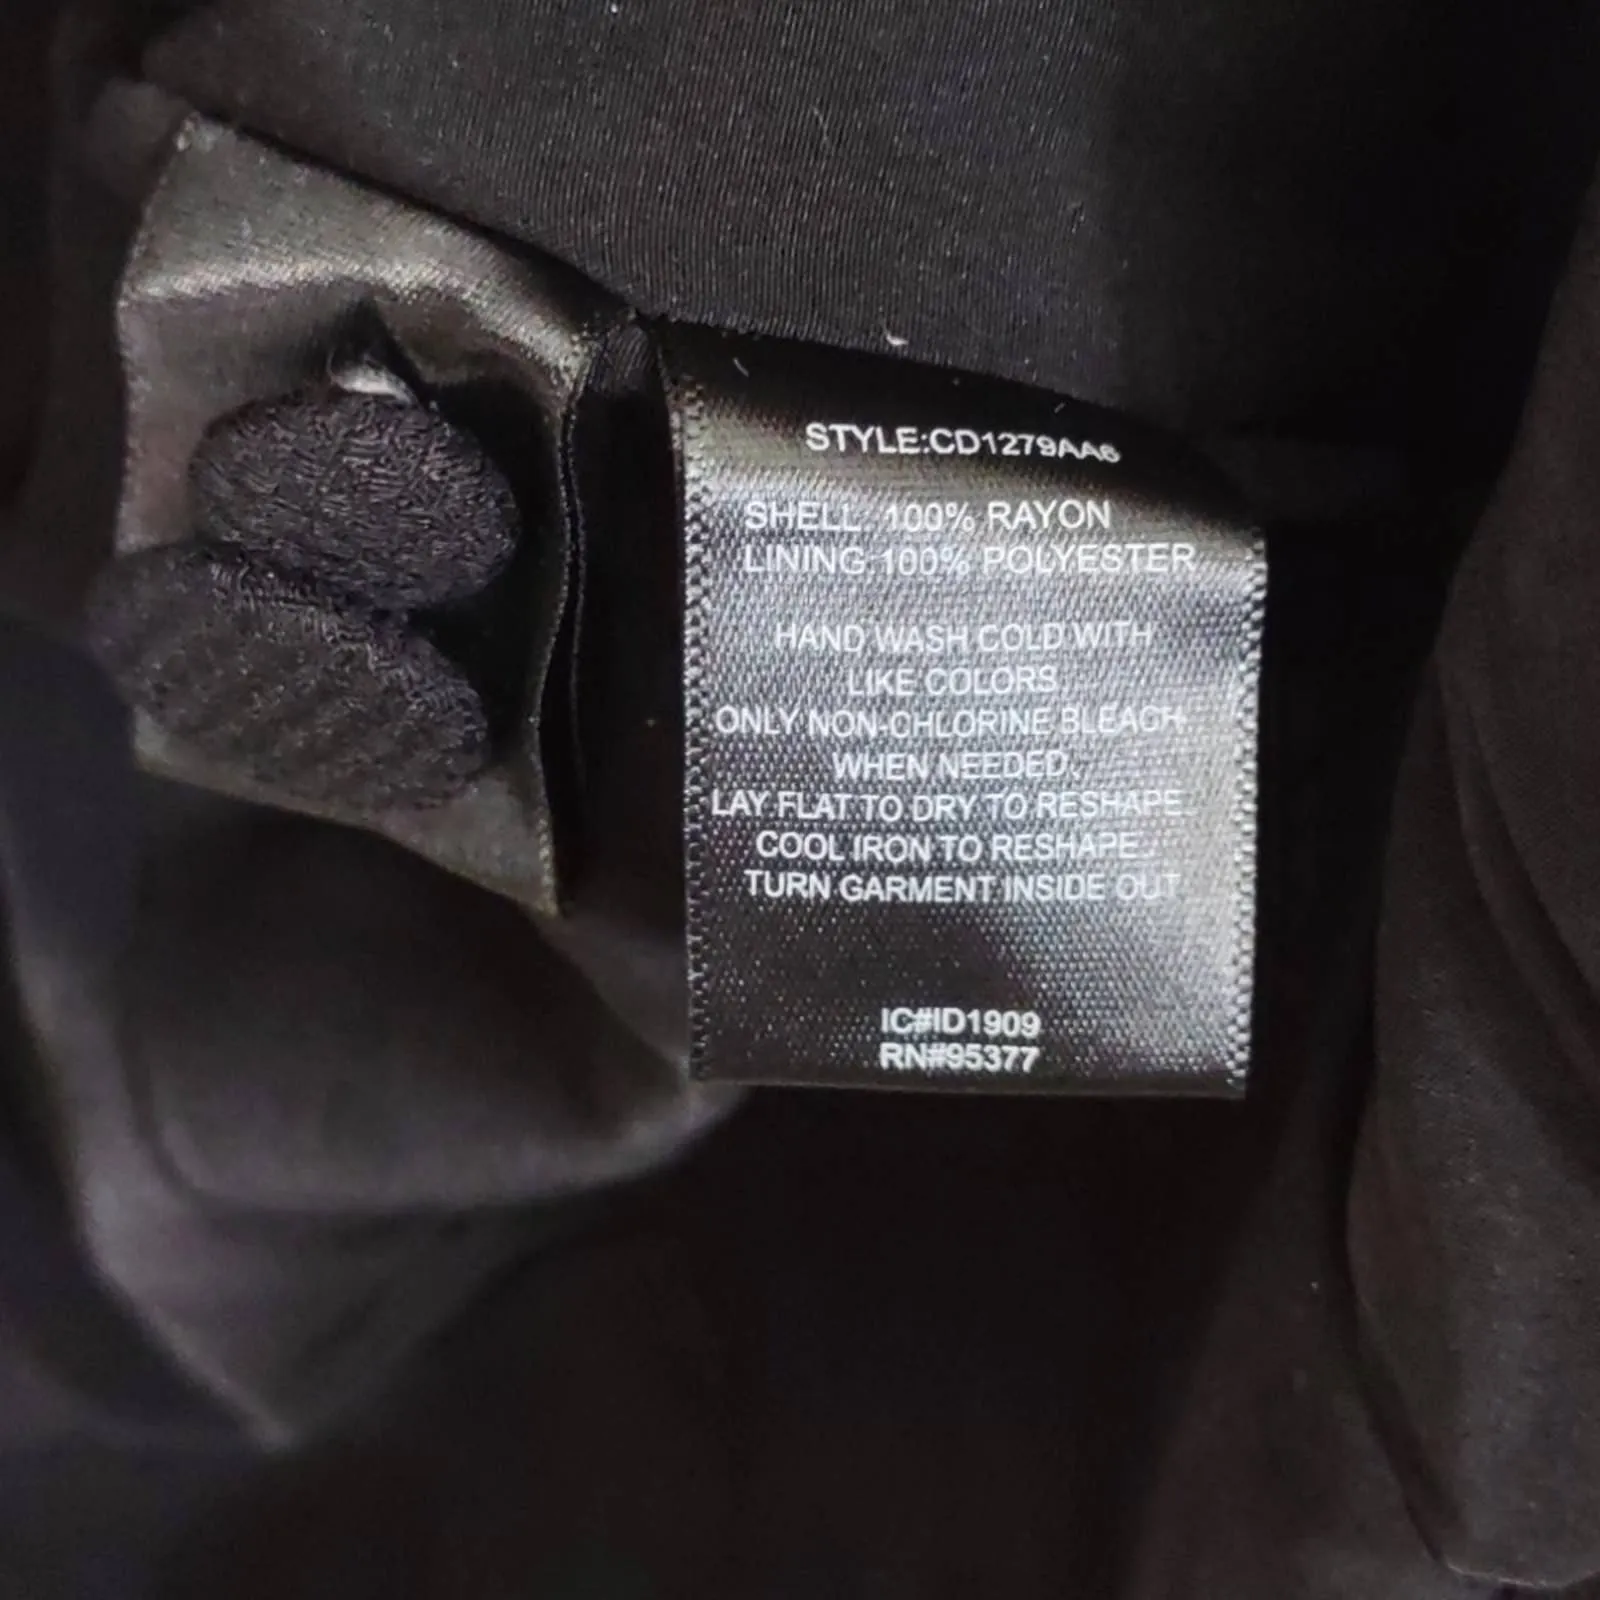 STYLE:CD1279AA6
SHELL 100% RAYON
LINING:100% POLYESTER
HAND WASH COLD WITH
LIKE COLORS.
ONLY NON-CHLORINE BLEACH
WHEN NEEDED.
LAY FLAT TO DRY TO RESHAPE.
COOL IRON TO RESHAPE.
TURN GARMENT INSIDE OUT
IC#ID1909
RN#95377